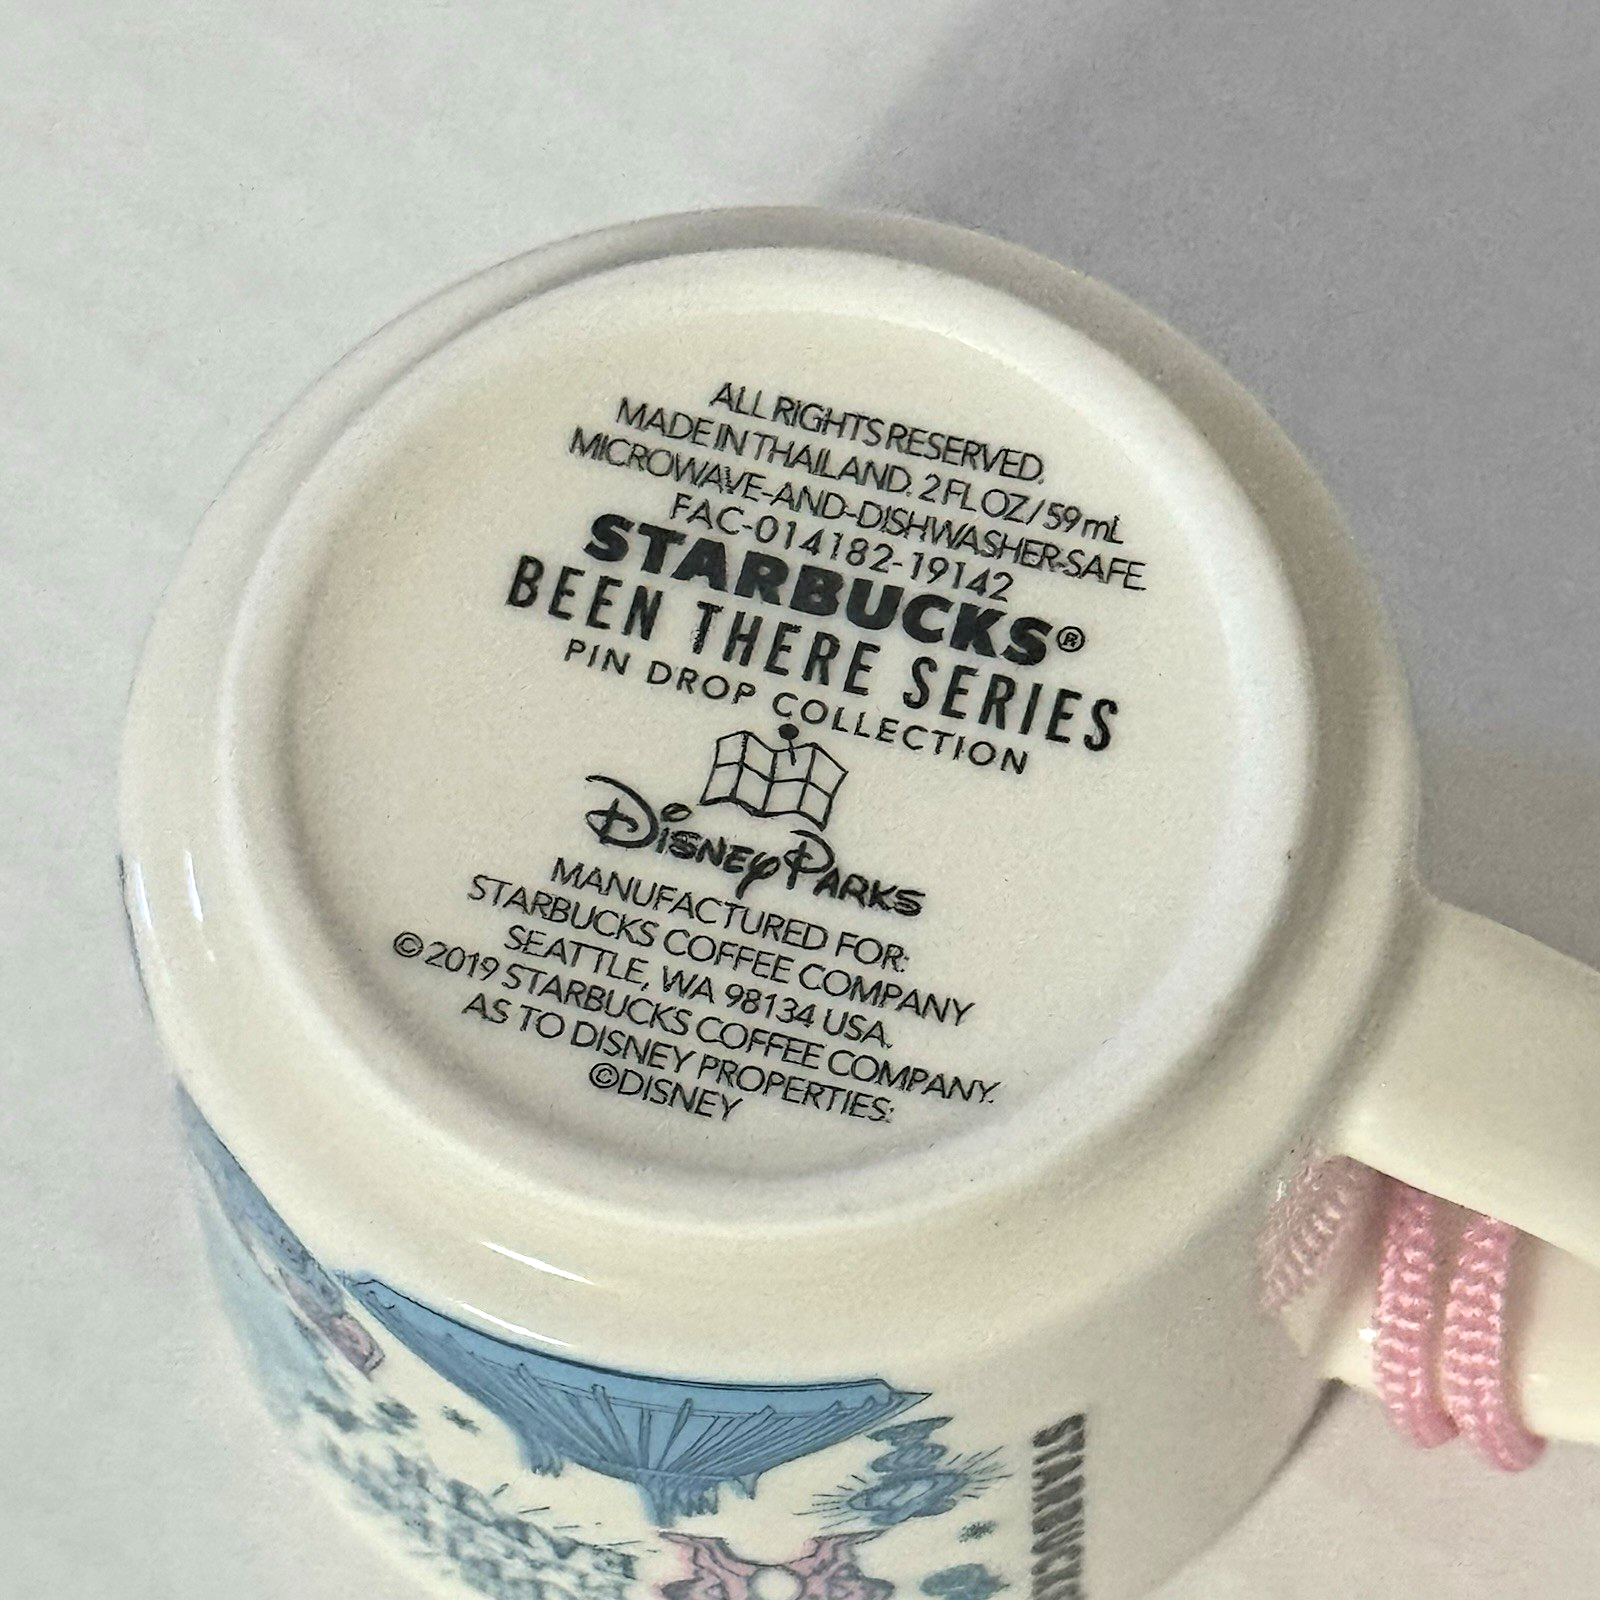 ALL RIGHTS RESERVED.
MADE IN THAILAND. 2 FL OZ / 59 mL
MICROWAVE-AND-DISHWASHER-SAFE.
FAC-014182-19142
STARBUCKS®
BEEN THERE SERIES
PIN DROP COLLECTION
DISNEY PARKS
MANUFACTURED FOR:
STARBUCKS COFFEE COMPANY
SEATTLE, WA 98134 USA.
©2019 STARBUCKS COFFEE COMPANY.
AS TO DISNEY PROPERTIES:
©DISNEY
STARBUCKS